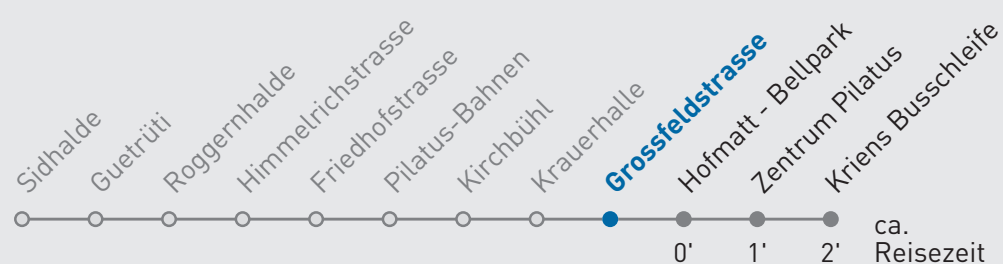 Sidhalde
Guetrüti
Roggernhalde
Himmelrichstrasse
Friedhofstrasse
Pilatus-Bahnen
Kirchbühl
Krauerhalle
Grossfeldstrasse
Hofmatt - Bellpark
Zentrum Pilatus
Kriens Busschleife
ca.
0' 1' 2' Reisezeit